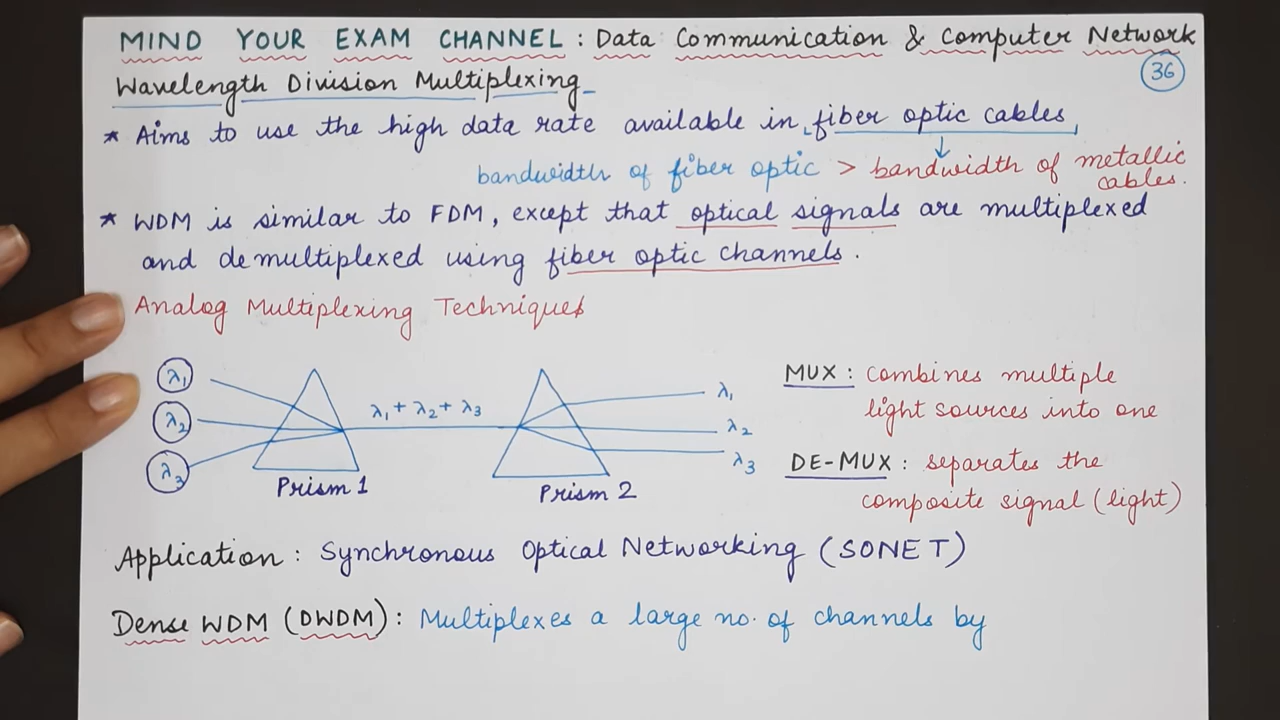 MIND YOUR EXAM CHANNEL : Data Communication & Computer Network
36
Wavelength Division Multiplexing
* Aims to use the high data rate available in fiber optic cables
↓
bandwidth of fiber optic > bandwidth of metallic
cables.
* WDM is similar to FDM, except that optical signals are multiplexed
and demultiplexed using fiber optic channels.
Analog Multiplexing Techniques
λ1
λ2
λ3
λ1 + λ2 + λ3
Prism 1
Prism 2
λ1
λ2
λ3
MUX : combines multiple
light sources into one
DE-MUX : separates the
composite signal (light)
Application : Synchronous Optical Networking (SONET)
Dense WDM (DWDM) : Multiplexes a large no. of channels by